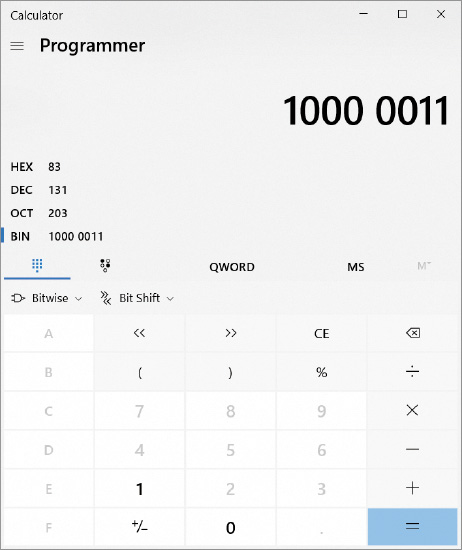 Calculator
Programmer
1000 0011
HEX 83
DEC 131
OCT 203
BIN 1000 0011
QWORD MS M˅
Bitwise Bit Shift
A << >> CE
B ( ) % ÷
C 7 8 9 ×
D 4 5 6 −
E 1 2 3 +
F +/− 0 . =